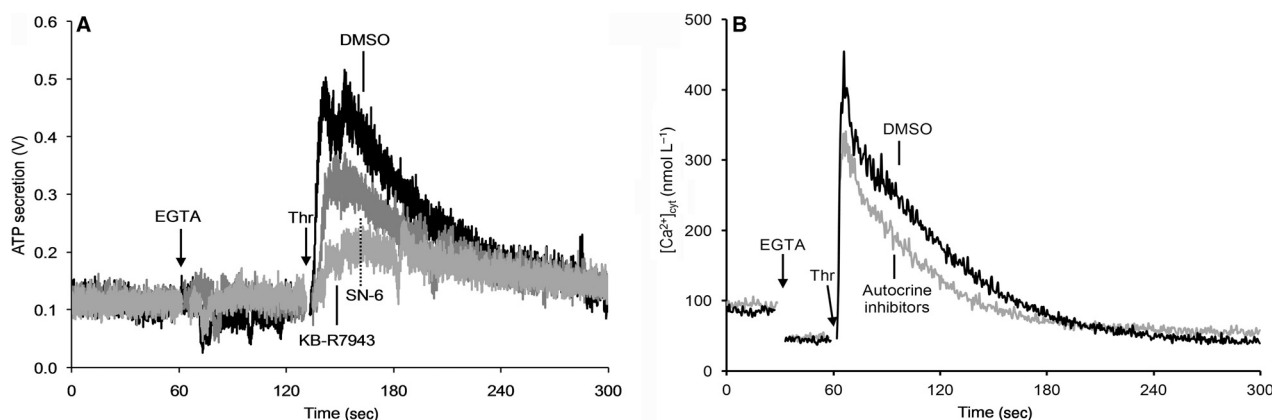 A
ATP secretion (V)
0.6
0.5
0.4
0.3
0.2
0.1
0.0
DMSO
EGTA
Thr
SN-6
KB-R7943
0 60 120 180 240 300
Time (sec)
B
[Ca²⁺]cyt (nmol L⁻¹)
500
400
300
200
100
0
DMSO
EGTA
Thr
Autocrine
inhibitors
0 60 120 180 240 300
Time (sec)